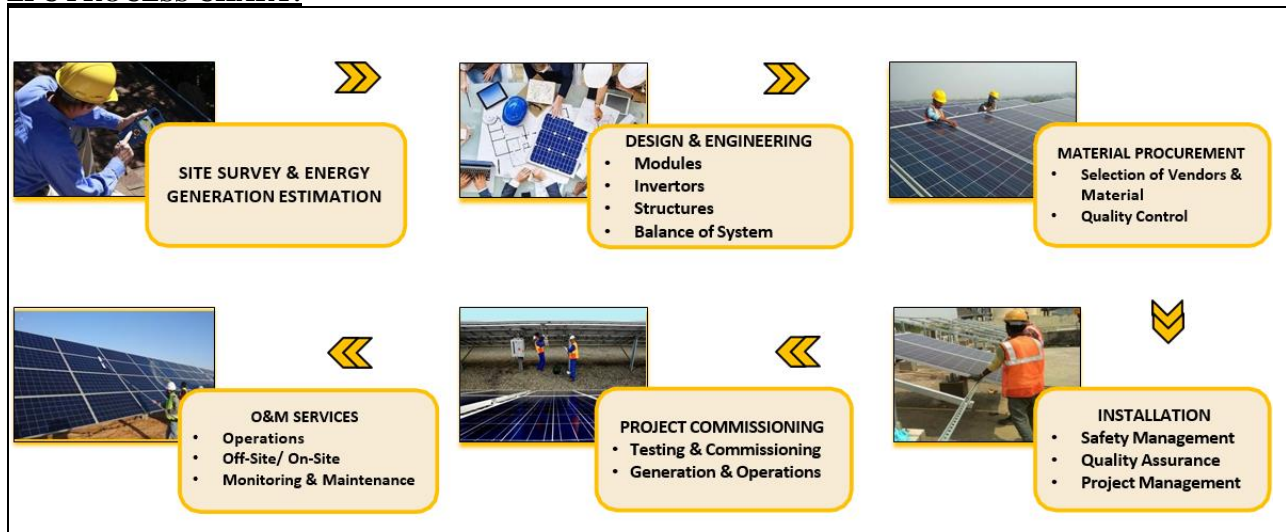 SITE SURVEY & ENERGY
GENERATION ESTIMATION
DESIGN & ENGINEERING
• Modules
• Invertors
• Structures
• Balance of System
MATERIAL PROCUREMENT
• Selection of Vendors &
Material
• Quality Control
INSTALLATION
• Safety Management
• Quality Assurance
• Project Management
PROJECT COMMISSIONING
• Testing & Commissioning
• Generation & Operations
O&M SERVICES
• Operations
• Off-Site/ On-Site
• Monitoring & Maintenance